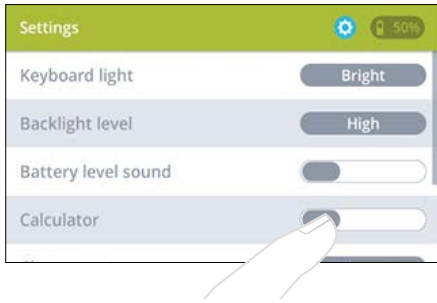 Settings
50%
Keyboard light
Bright
Backlight level
High
Battery level sound
Calculator